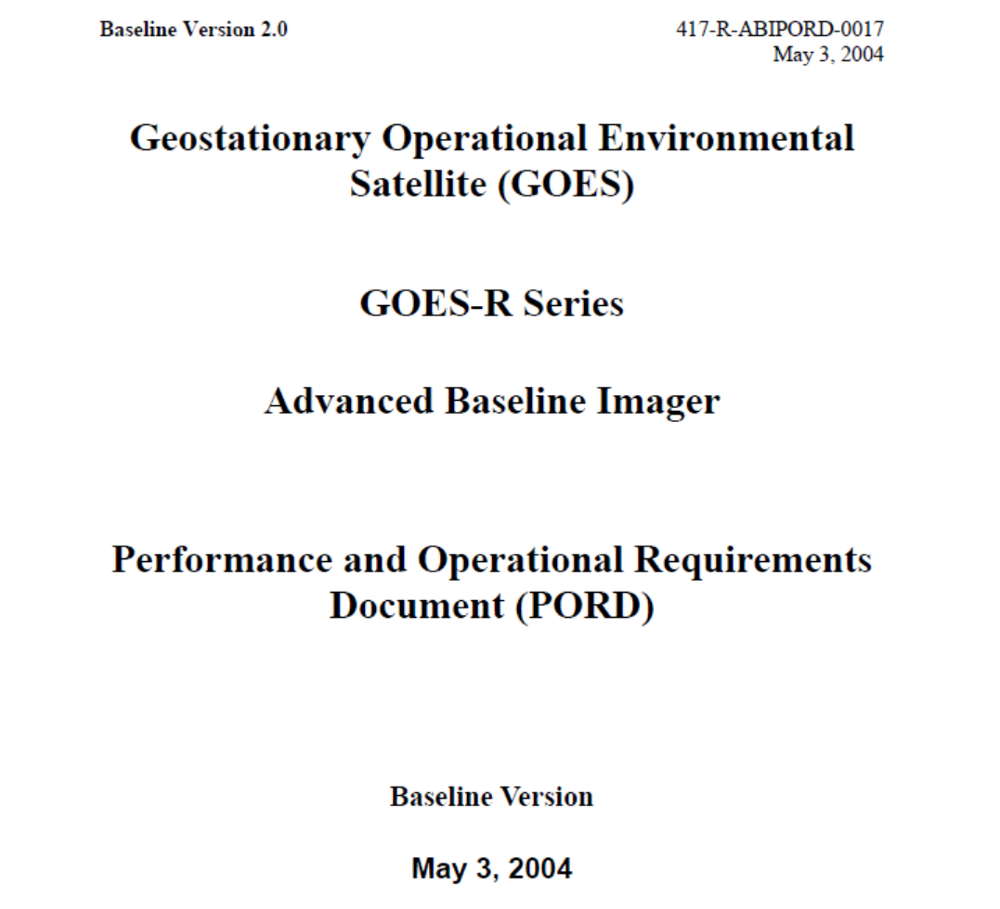 Baseline Version 2.0
417-R-ABIPORD-0017
May 3, 2004
Geostationary Operational Environmental
Satellite (GOES)
GOES-R Series
Advanced Baseline Imager
Performance and Operational Requirements
Document (PORD)
Baseline Version
May 3, 2004